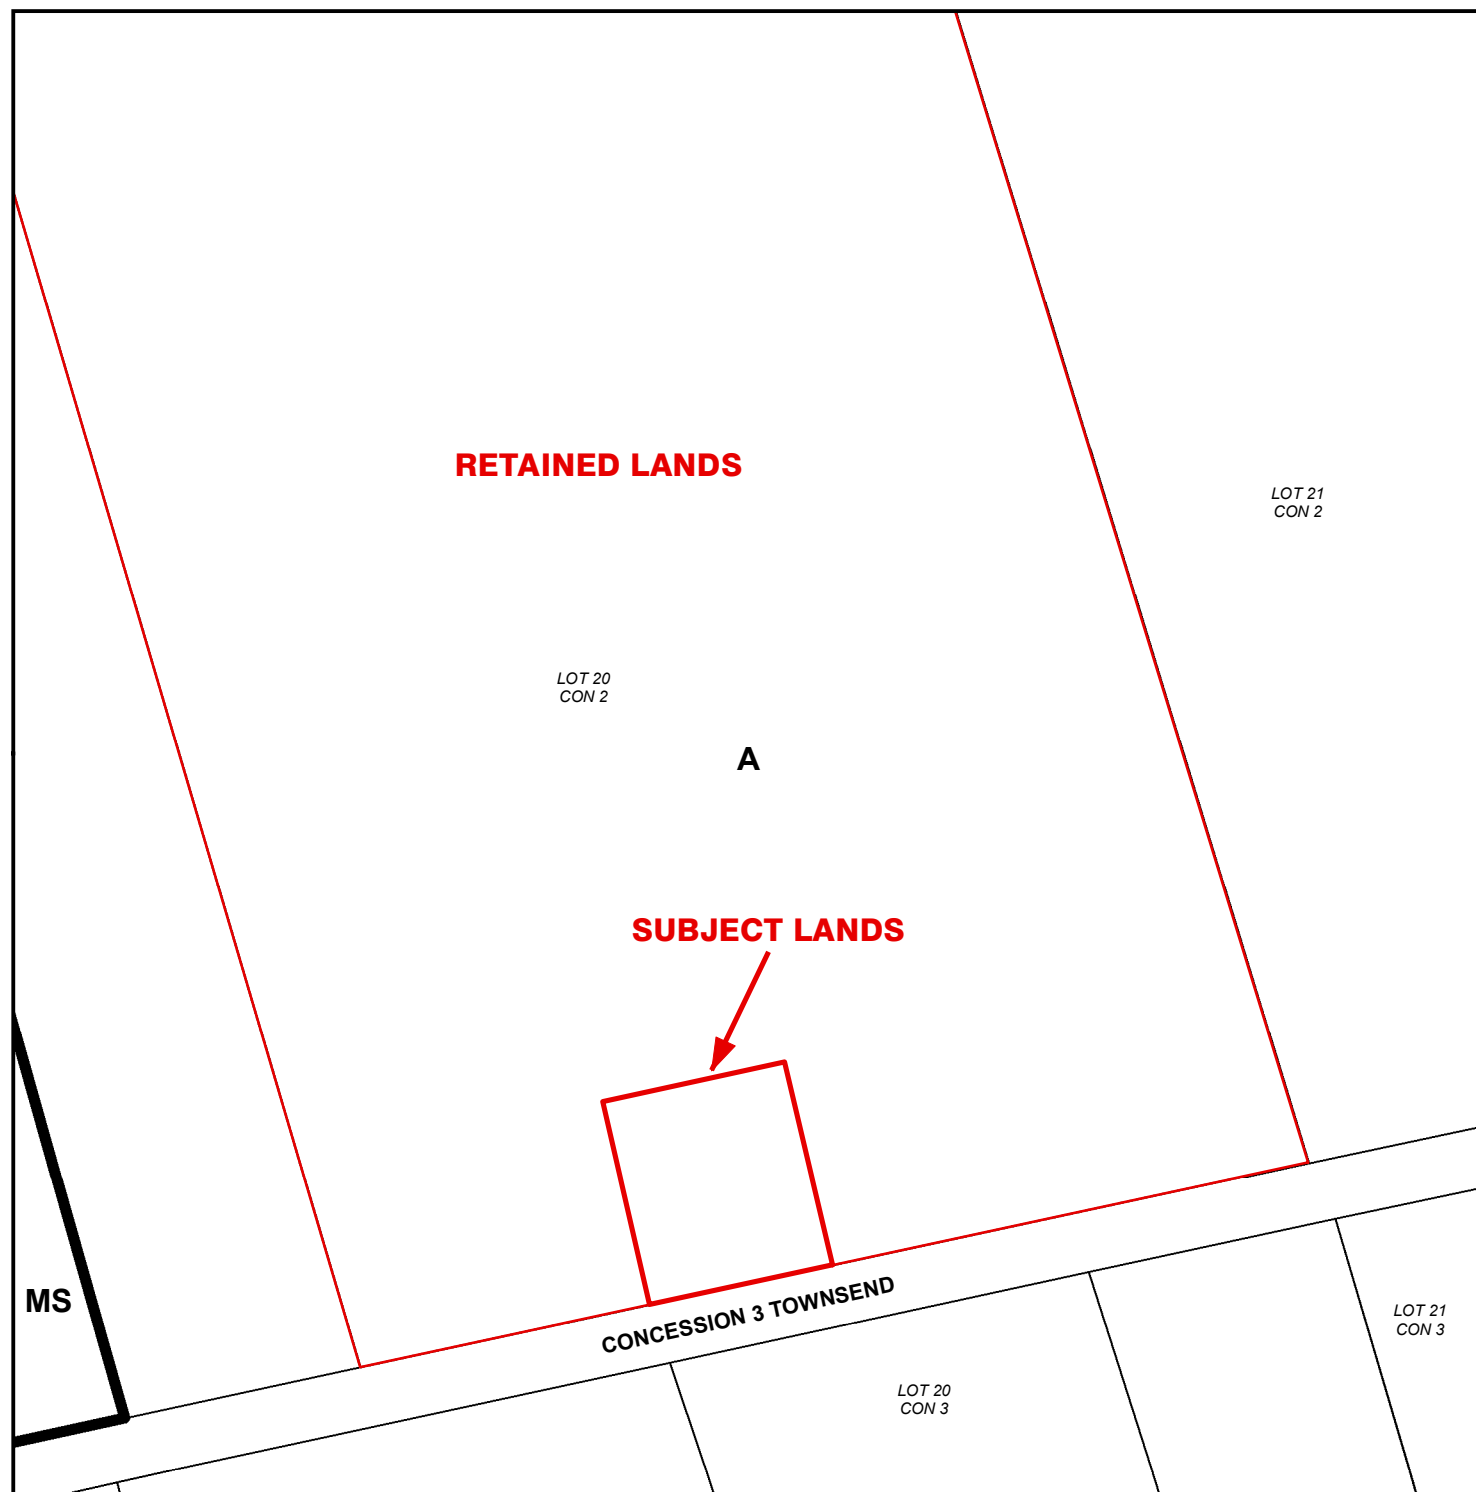 RETAINED LANDS
LOT 21
CON 2
LOT 20
CON 2
A
SUBJECT LANDS
MS
CONCESSION 3 TOWNSEND
LOT 21
CON 3
LOT 20
CON 3